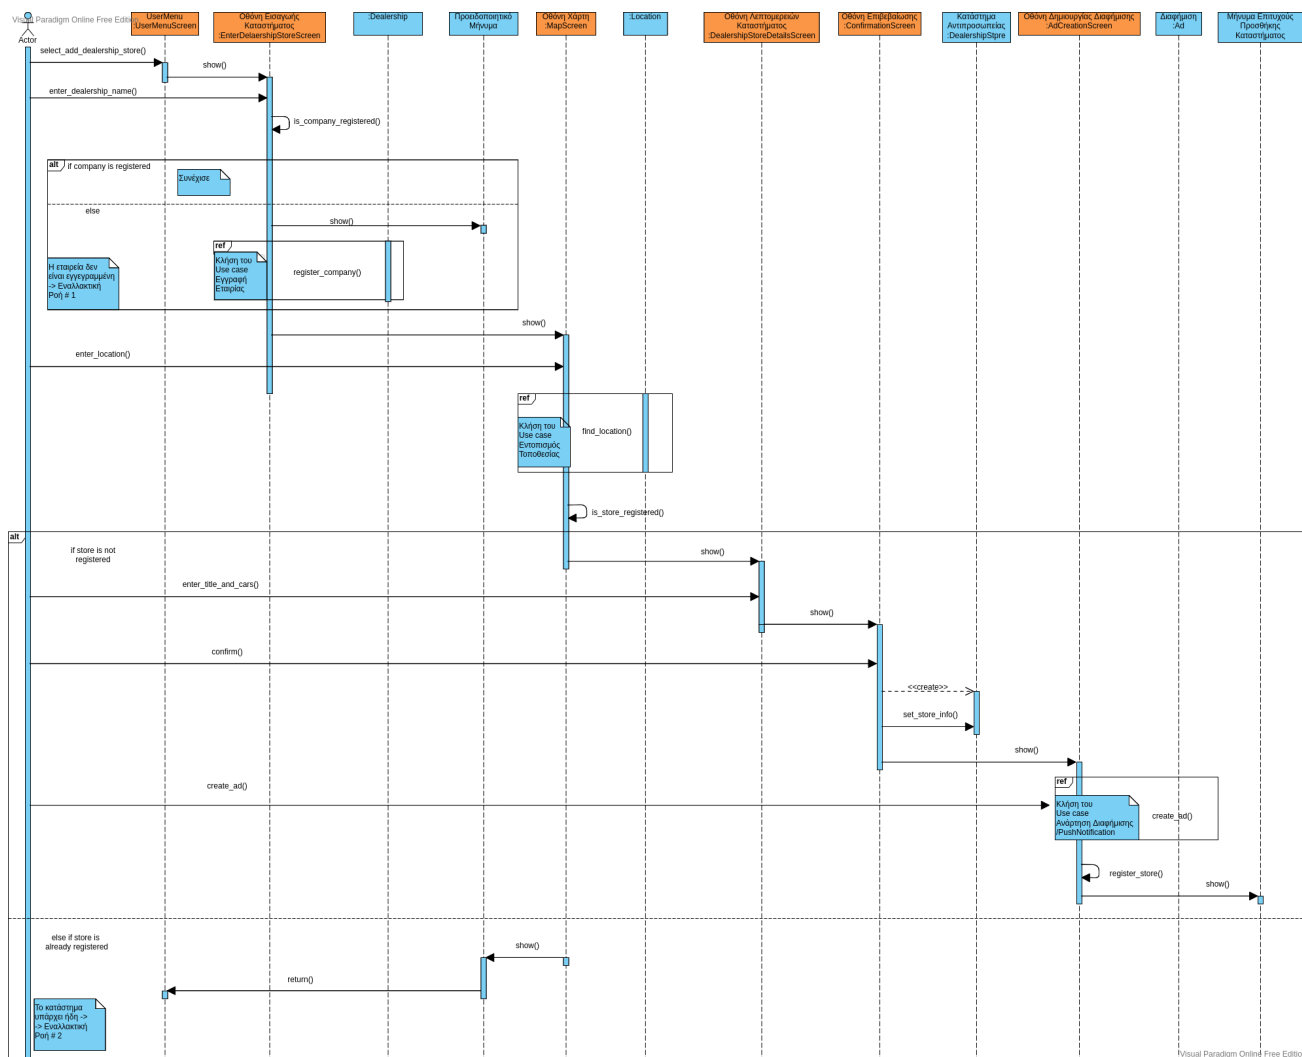 Visual Paradigm Online Free Edition
Actor
UserMenu
:UserMenuScreen
Οθόνη Εισαγωγής
Καταστήματος
:EnterDelaershipStoreScreen
:Dealership
Προειδοποιητικό
Μήνυμα
Οθόνη Χάρτη
:MapScreen
:Location
Οθόνη Λεπτομερειών
Καταστήματος
:DealershipStoreDetailsScreen
Οθόνη Επιβεβαίωσης
:ConfirmationScreen
Κατάστημα
Αντιπροσωπείας
:DealershipStpre
Οθόνη Δημιουργίας Διαφήμισης
:AdCreationScreen
Διαφήμιση
:Ad
Μήνυμα Επιτυχούς
Προσθήκης
Καταστήματος
select_add_dealership_store()
show()
enter_dealership_name()
is_company_registered()
alt
if company is registered
Συνέχισε
else
show()
ref
Κλήση του
Use case
Εγγραφή
Εταιρίας
register_company()
Η εταιρεία δεν
είναι εγγεγραμμένη
-> Εναλλακτική
Ροή # 1
show()
enter_location()
ref
Κλήση του
Use case
Εντοπισμός
Τοποθεσίας
find_location()
is_store_registered()
alt
if store is not
registered
show()
enter_title_and_cars()
show()
confirm()
<<create>>
set_store_info()
show()
create_ad()
ref
Κλήση του
Use case
Ανάρτηση Διαφήμισης
/PushNotification
create_ad()
register_store()
show()
else if store is
already registered
show()
return()
Το κατάστημα
υπάρχει ήδη ->
-> Εναλλακτική
Ροή # 2
Visual Paradigm Online Free Editio